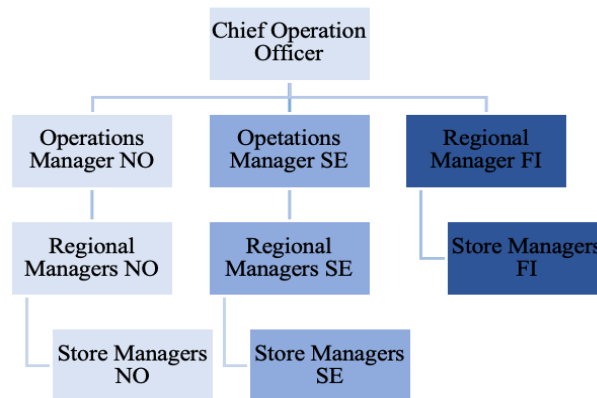 Chief Operation
Officer
Operations
Manager NO
Opetations
Manager SE
Regional
Manager FI
Regional
Managers NO
Regional
Managers SE
Store Managers
FI
Store Managers
NO
Store Managers
SE